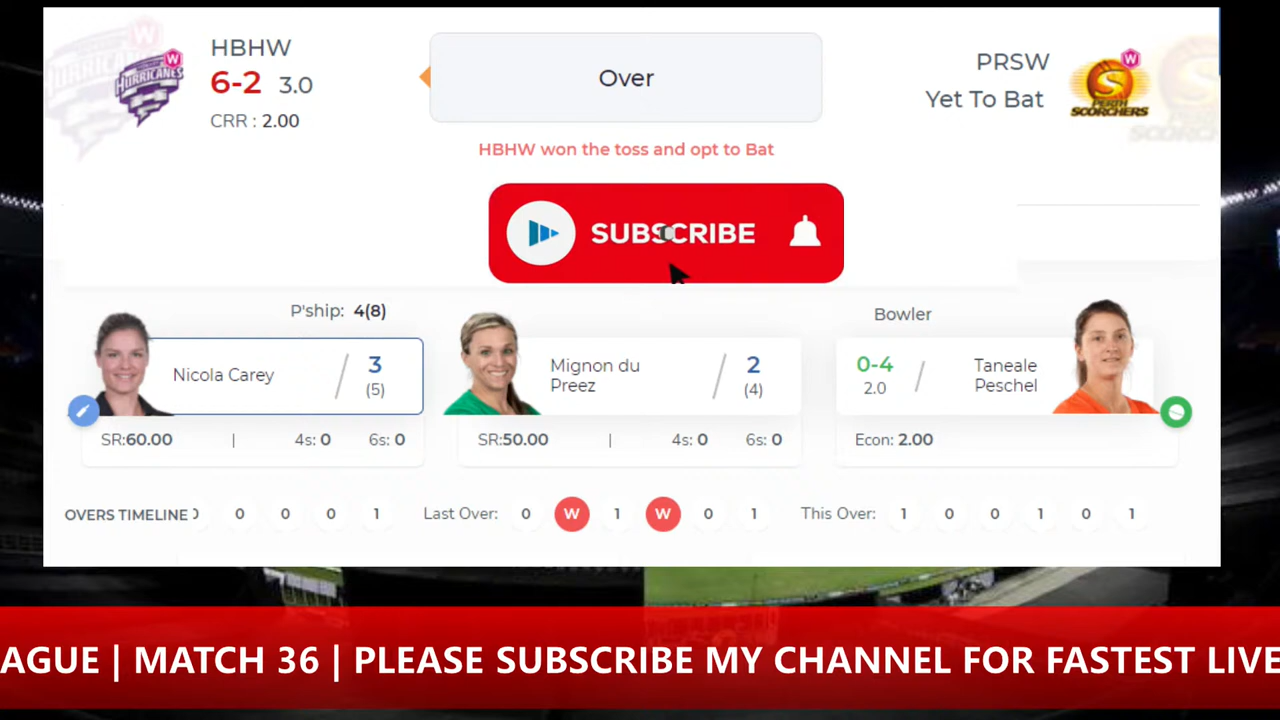 HBHW
6-2 3.0
CRR : 2.00
Over
HBHW won the toss and opt to Bat
PRSW
Yet To Bat
W
HURRICANES
W
PERTH
SCORCHERS
SUBSCRIBE
P'ship: 4(8)
Bowler
Nicola Carey / 3
(5)
Mignon du
Preez / 2
(4)
0-4
2.0 / Taneale
Peschel
SR:60.00 | 4s: 0 6s: 0
SR:50.00 | 4s: 0 6s: 0
Econ: 2.00
OVERS TIMELINE 0 0 0 1 Last Over: 0 W 1 W 0 1 This Over: 1 0 0 1 0 1
AGUE | MATCH 36 | PLEASE SUBSCRIBE MY CHANNEL FOR FASTEST LIVE